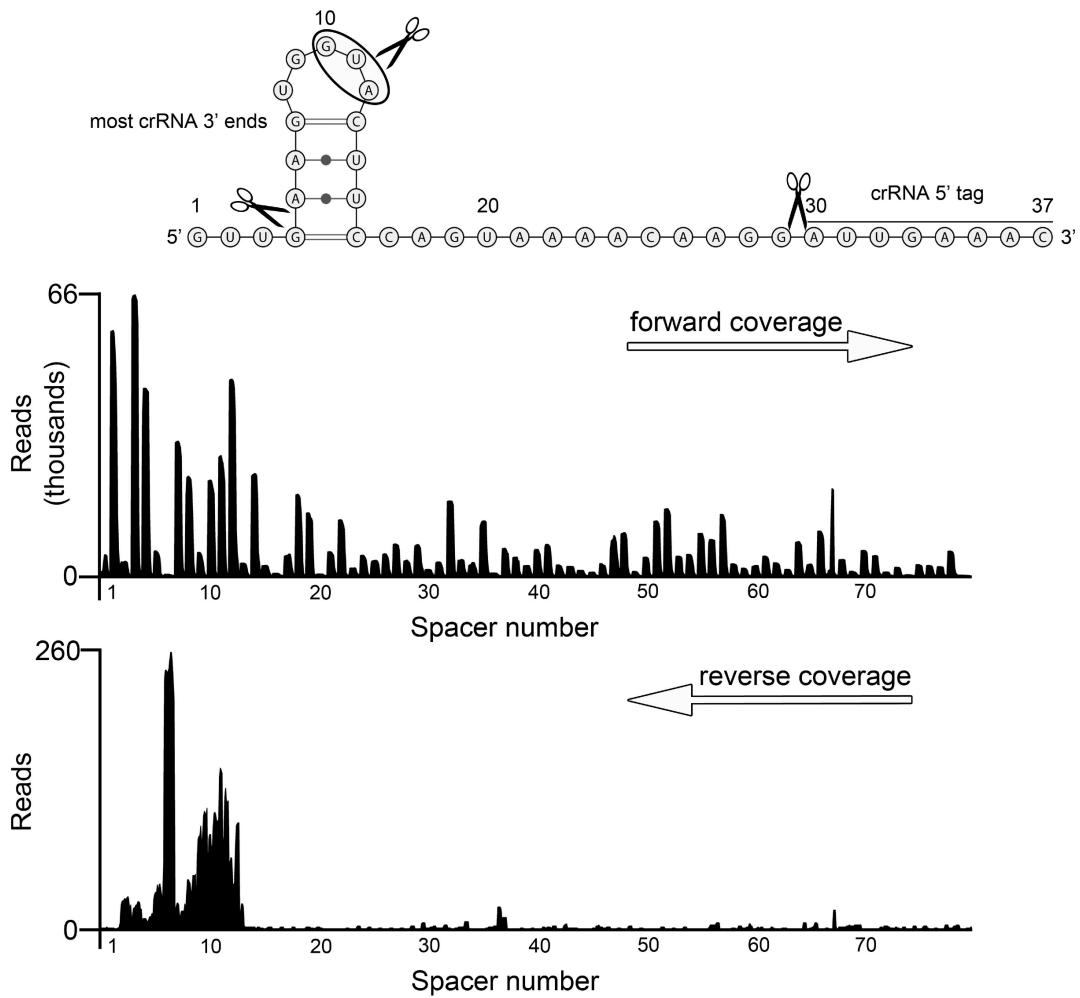 10
G
G U
U A
most crRNA 3’ ends
G C
A U
A U
1
20
30
crRNA 5’ tag
37
5’ G U U G C C A G U A A A A C A A G G A U U G A A A C 3’
66
0
Reads
(thousands)
forward coverage
1 10 20 30 40 50 60 70
Spacer number
260
0
Reads
reverse coverage
1 10 20 30 40 50 60 70
Spacer number